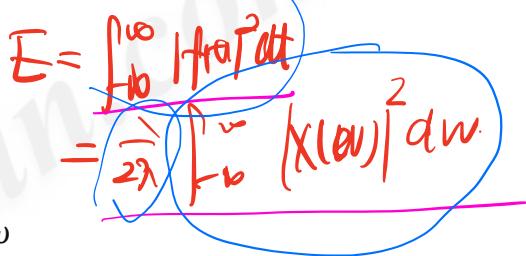 E = ∫_{-∞}^{∞} |f(t)|² dt
= 1/2π ∫_{-∞}^{∞} |X(ω)|² dω.